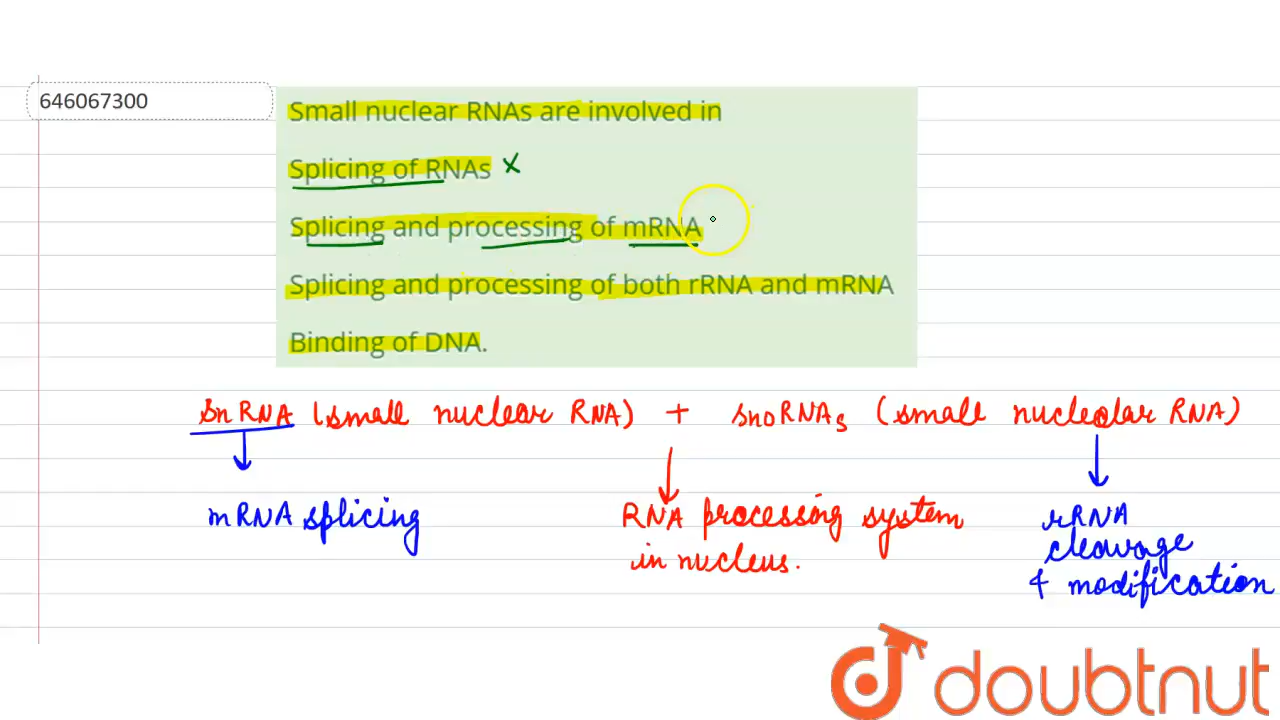 646067300
Small nuclear RNAs are involved in
Splicing of RNAs x
Splicing and processing of mRNA
Splicing and processing of both rRNA and mRNA
Binding of DNA.
SnRNA (small nuclear RNA) + snoRNAs (small nucleolar RNA)
mRNA splicing
RNA processing system
in nucleus.
rRNA
cleavage
& modification
doubtnut